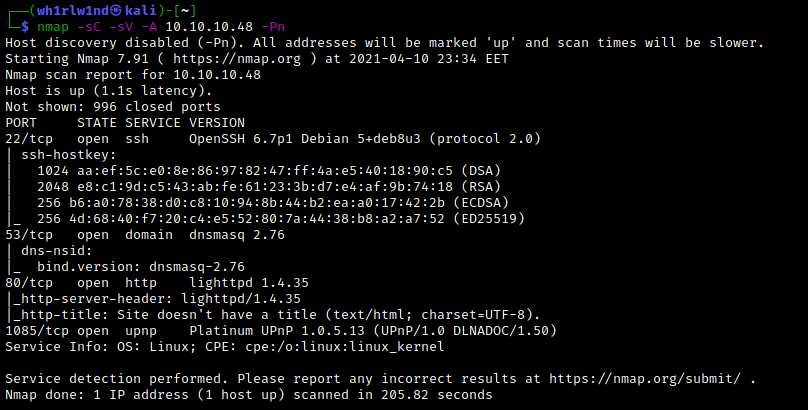 ┌──(wh1rlw1nd㉿kali)-[~]
└─$ nmap -sC -sV -A 10.10.10.48 -Pn
Host discovery disabled (-Pn). All addresses will be marked 'up' and scan times will be slower.
Starting Nmap 7.91 ( https://nmap.org ) at 2021-04-10 23:34 EET
Nmap scan report for 10.10.10.48
Host is up (1.1s latency).
Not shown: 996 closed ports
PORT     STATE SERVICE VERSION
22/tcp   open  ssh     OpenSSH 6.7p1 Debian 5+deb8u3 (protocol 2.0)
| ssh-hostkey:
|   1024 aa:ef:5c:e0:8e:86:97:82:47:ff:4a:e5:40:18:90:c5 (DSA)
|   2048 e8:c1:9d:c5:43:ab:fe:61:23:3b:d7:e4:af:9b:74:18 (RSA)
|   256 b6:a0:78:38:d0:c8:10:94:8b:44:b2:ea:a0:17:42:2b (ECDSA)
|_  256 4d:68:40:f7:20:c4:e5:52:80:7a:44:38:b8:a2:a7:52 (ED25519)
53/tcp   open  domain  dnsmasq 2.76
| dns-nsid:
|_  bind.version: dnsmasq-2.76
80/tcp   open  http    lighttpd 1.4.35
|_http-server-header: lighttpd/1.4.35
|_http-title: Site doesn't have a title (text/html; charset=UTF-8).
1085/tcp open  upnp    Platinum UPnP 1.0.5.13 (UPnP/1.0 DLNADOC/1.50)
Service Info: OS: Linux; CPE: cpe:/o:linux:linux_kernel

Service detection performed. Please report any incorrect results at https://nmap.org/submit/ .
Nmap done: 1 IP address (1 host up) scanned in 205.82 seconds